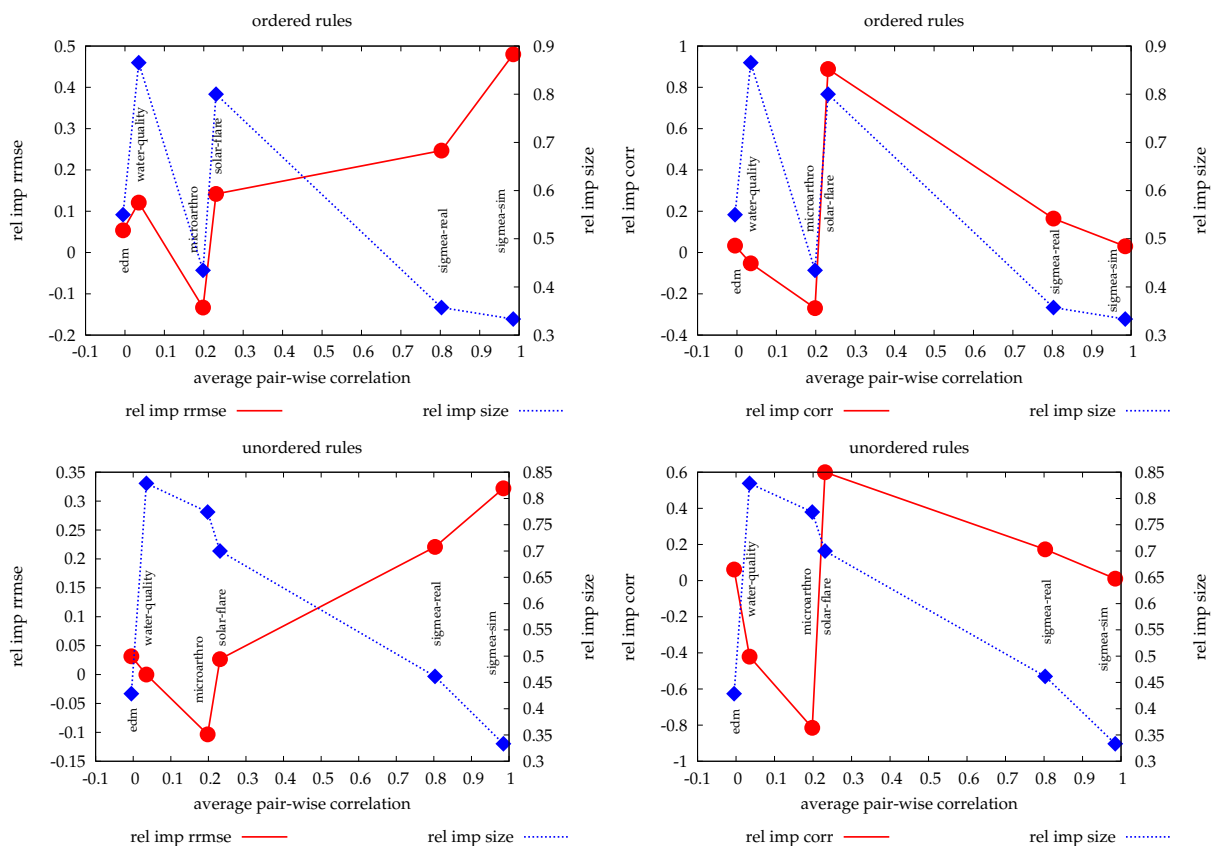 ordered rules
rel imp rrmse
0.5
0.4
0.3
0.2
0.1
0
-0.1
-0.2
0.9
0.8
0.7
0.6
0.5
0.4
0.3
rel imp size
edm
water-quality
microarthro
solar-flare
sigmea-real
sigmea-sim
-0.1 0 0.1 0.2 0.3 0.4 0.5 0.6 0.7 0.8 0.9 1
average pair-wise correlation
rel imp rrmse rel imp size
ordered rules
rel imp corr
1
0.8
0.6
0.4
0.2
0
-0.2
-0.4
0.9
0.8
0.7
0.6
0.5
0.4
0.3
rel imp size
edm
water-quality
microarthro
solar-flare
sigmea-real
sigmea-sim
-0.1 0 0.1 0.2 0.3 0.4 0.5 0.6 0.7 0.8 0.9 1
average pair-wise correlation
rel imp corr rel imp size
unordered rules
rel imp rrmse
0.35
0.3
0.25
0.2
0.15
0.1
0.05
0
-0.05
-0.1
-0.15
0.85
0.8
0.75
0.7
0.65
0.6
0.55
0.5
0.45
0.4
0.35
0.3
rel imp size
edm
water-quality
microarthro
solar-flare
sigmea-real
sigmea-sim
-0.1 0 0.1 0.2 0.3 0.4 0.5 0.6 0.7 0.8 0.9 1
average pair-wise correlation
rel imp rrmse rel imp size
unordered rules
rel imp corr
0.6
0.4
0.2
0
-0.2
-0.4
-0.6
-0.8
-1
0.85
0.8
0.75
0.7
0.65
0.6
0.55
0.5
0.45
0.4
0.35
0.3
rel imp size
edm
water-quality
microarthro
solar-flare
sigmea-real
sigmea-sim
-0.1 0 0.1 0.2 0.3 0.4 0.5 0.6 0.7 0.8 0.9 1
average pair-wise correlation
rel imp corr rel imp size